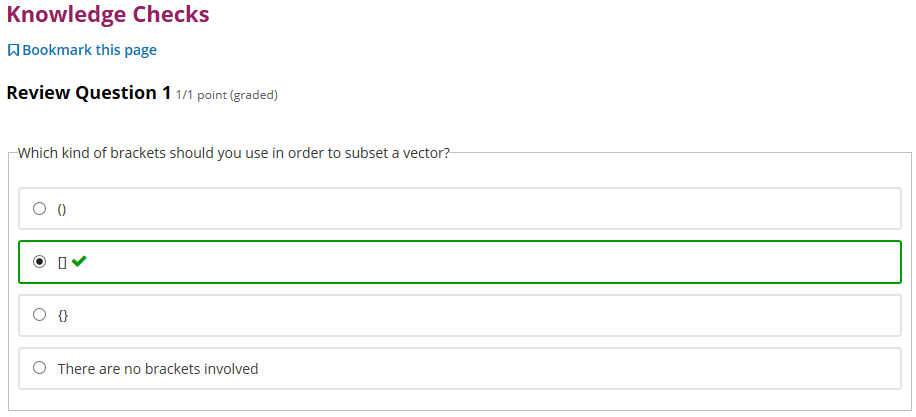 Knowledge Checks
Bookmark this page
Review Question 1 1/1 point (graded)
Which kind of brackets should you use in order to subset a vector?
()
[]
{}
There are no brackets involved